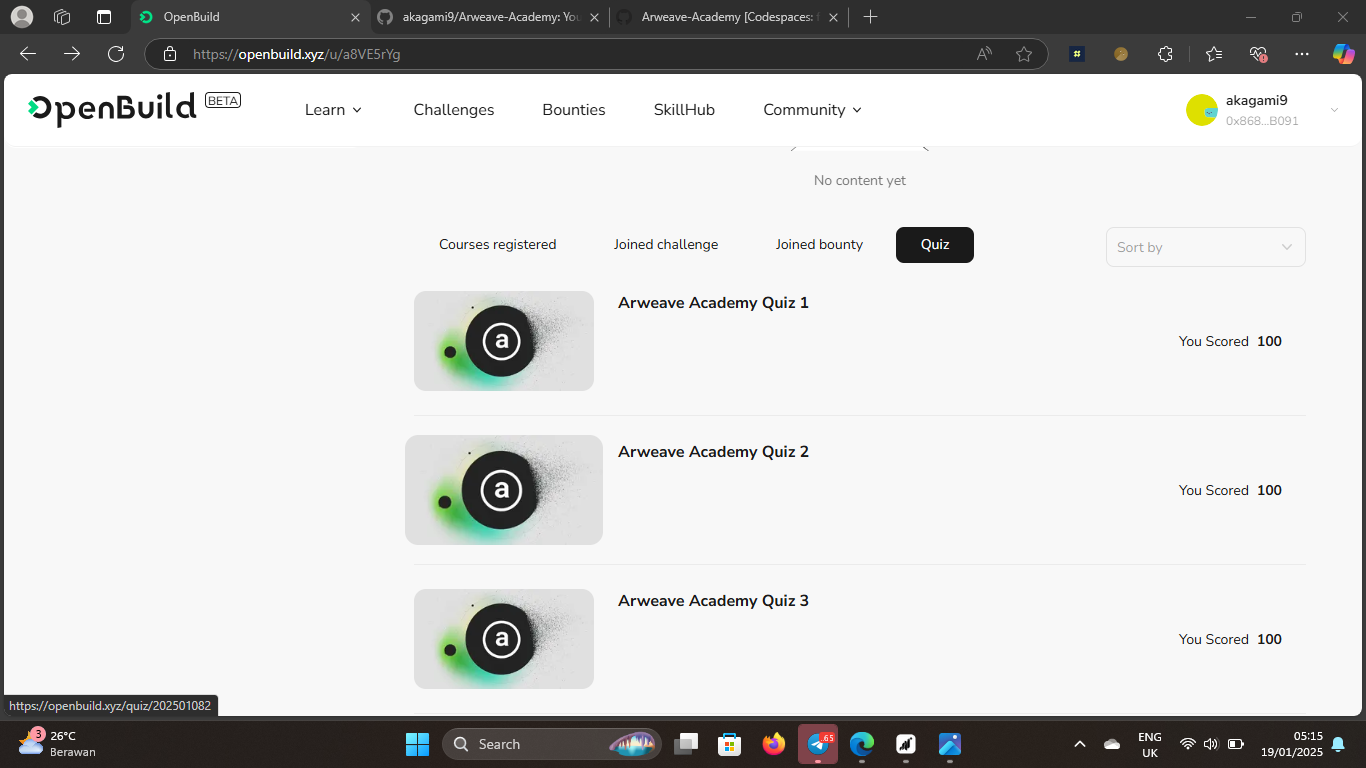 OpenBuild
akagami9/Arweave-Academy: You
Arweave-Academy [Codespaces: f
https://openbuild.xyz/u/a8VE5rYg
OpenBuild BETA
Learn
Challenges
Bounties
SkillHub
Community
akagami9
0x868...B091
No content yet
Courses registered
Joined challenge
Joined bounty
Quiz
Sort by
a
Arweave Academy Quiz 1
You Scored 100
a
Arweave Academy Quiz 2
You Scored 100
a
Arweave Academy Quiz 3
You Scored 100
https://openbuild.xyz/quiz/202501082
3
26°C
Berawan
Search
65
ENG
UK
05:15
19/01/2025